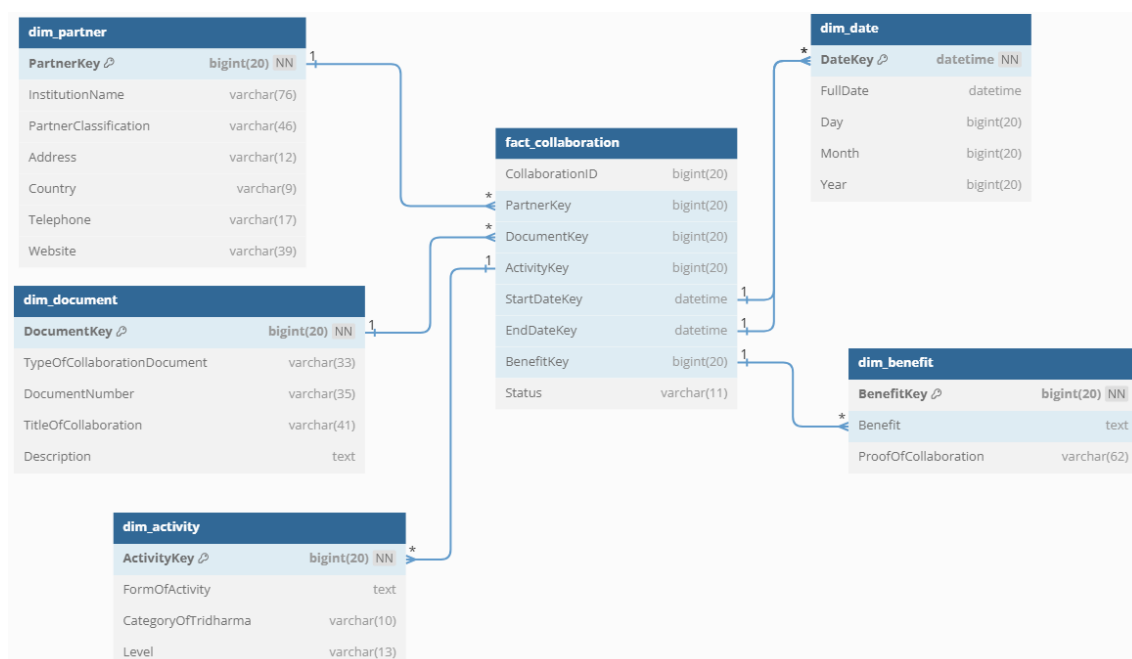 dim_partner
PartnerKey bigint(20) NN
InstitutionName varchar(76)
PartnerClassification varchar(46)
Address varchar(12)
Country varchar(9)
Telephone varchar(17)
Website varchar(39)
1
*
dim_document
DocumentKey bigint(20) NN
TypeOfCollaborationDocument varchar(33)
DocumentNumber varchar(35)
TitleOfCollaboration varchar(41)
Description text
1
*
dim_activity
ActivityKey bigint(20) NN
FormOfActivity text
CategoryOfTridharma varchar(10)
Level varchar(13)
*
1
fact_collaboration
CollaborationID bigint(20)
PartnerKey bigint(20)
DocumentKey bigint(20)
ActivityKey bigint(20)
StartDateKey datetime
EndDateKey datetime
BenefitKey bigint(20)
Status varchar(11)
1
1
1
dim_date
DateKey datetime NN
FullDate datetime
Day bigint(20)
Month bigint(20)
Year bigint(20)
*
dim_benefit
BenefitKey bigint(20) NN
Benefit text
ProofOfCollaboration varchar(62)
*